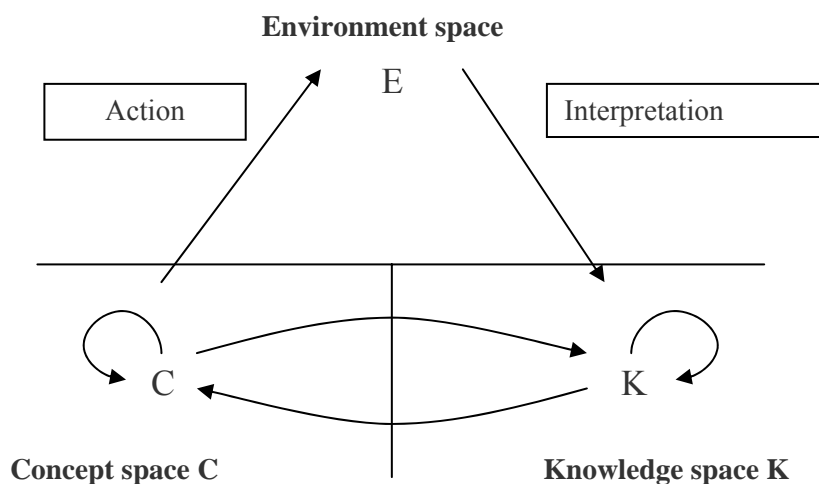 Environment space
E
Action
Interpretation
C
K
Concept space C
Knowledge space K